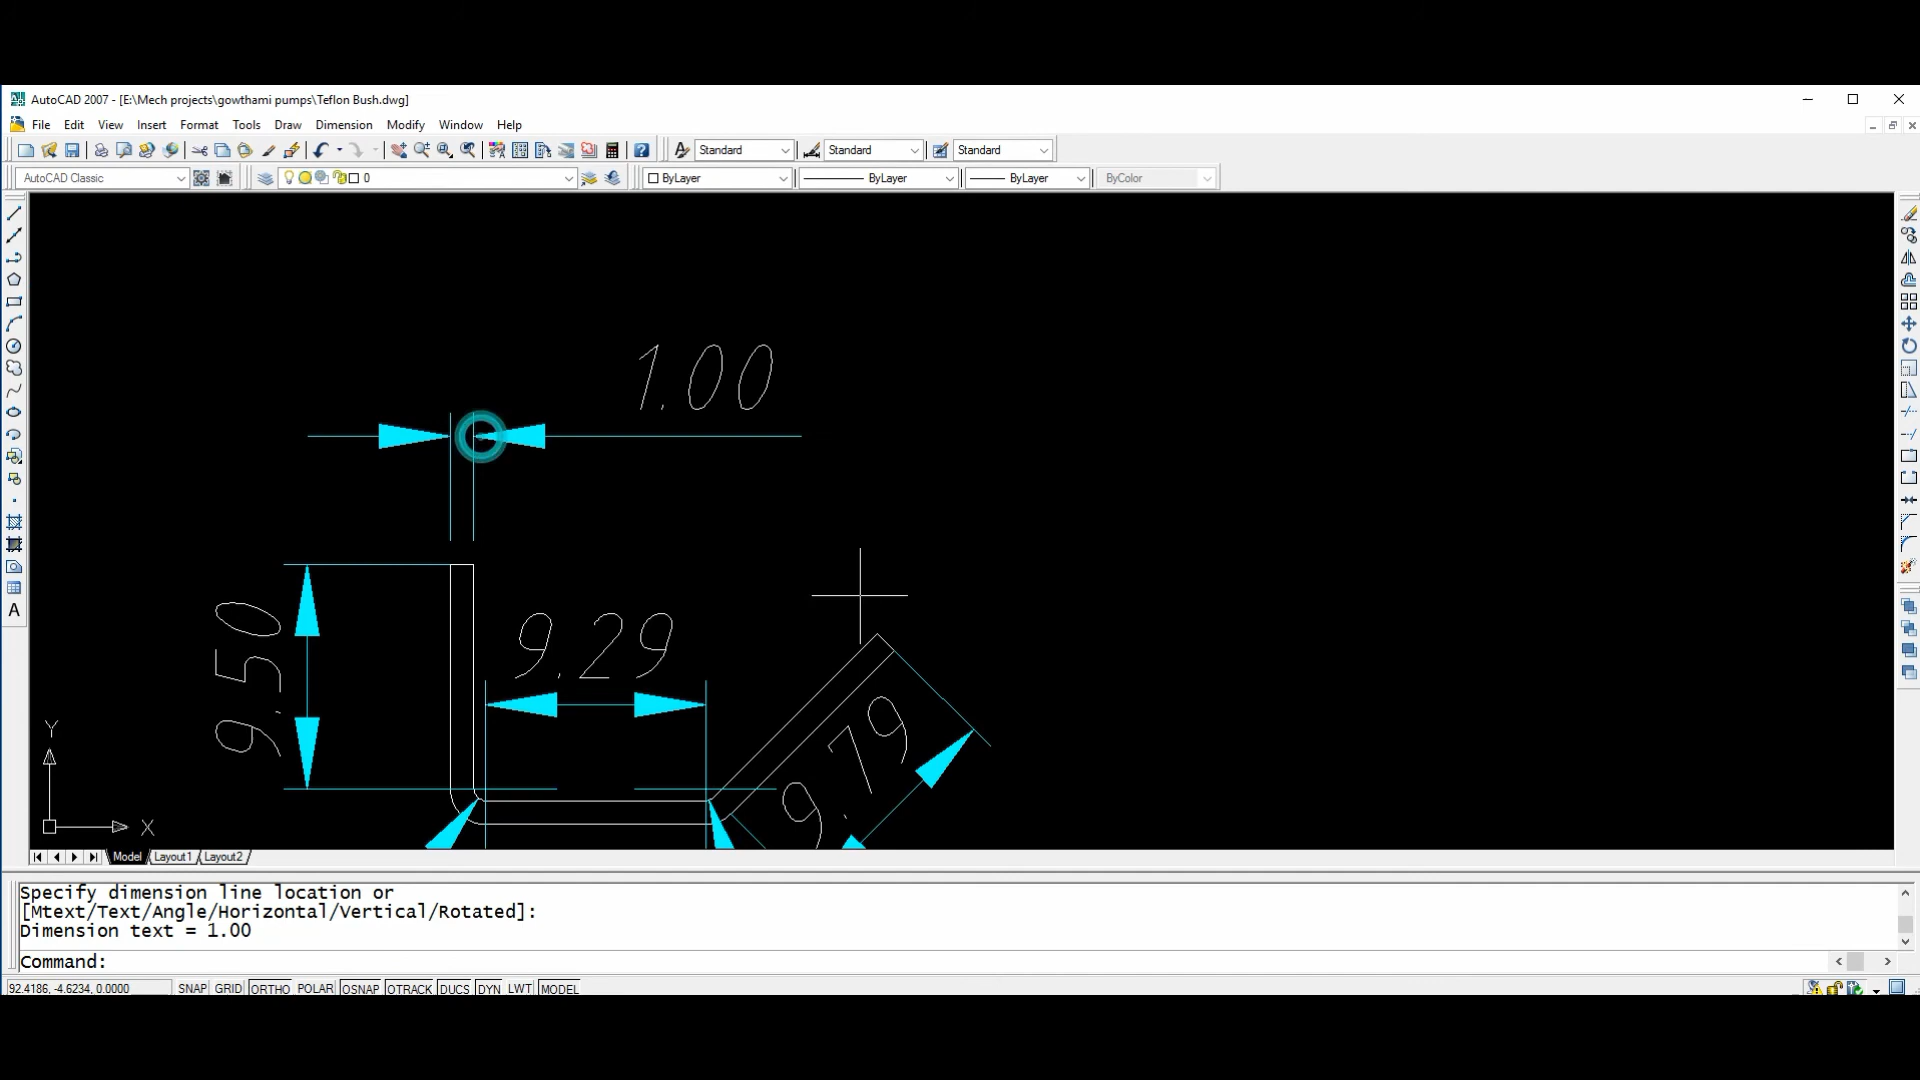 AutoCAD 2007 - [E:\Mech projects\gowthami pumps\Teflon Bush.dwg]
File Edit View Insert Format Tools Draw Dimension Modify Window Help
Standard Standard Standard
AutoCAD Classic 0 ByLayer ByLayer ByLayer ByColor
A
1.00
9.50
9.29
9.79
Y
X
Model Layout1 Layout2
Specify dimension line location or
[Mtext/Text/Angle/Horizontal/Vertical/Rotated]:
Dimension text = 1.00
Command:
92.4186, -4.6234, 0.0000 SNAP GRID ORTHO POLAR OSNAP OTRACK DUCS DYN LWT MODEL